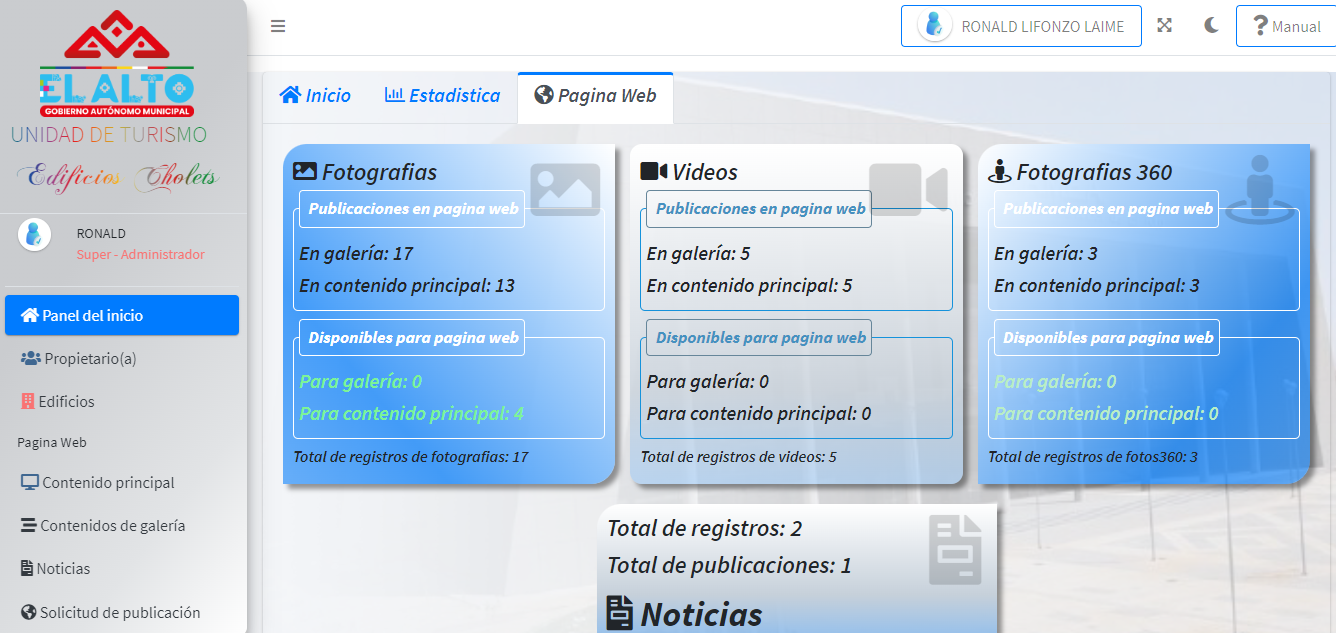 EL ALTO
GOBIERNO AUTÓNOMO MUNICIPAL
UNIDAD DE TURISMO
Edificios Cholets
RONALD
Super - Administrador
Panel del inicio
Propietario(a)
Edificios
Pagina Web
Contenido principal
Contenidos de galería
Noticias
Solicitud de publicación
RONALD LIFONZO LAIME
? Manual
Inicio
Estadistica
Pagina Web
Fotografias
Publicaciones en pagina web
En galería: 17
En contenido principal: 13
Disponibles para pagina web
Para galería: 0
Para contenido principal: 4
Total de registros de fotografias: 17
Videos
Publicaciones en pagina web
En galería: 5
En contenido principal: 5
Disponibles para pagina web
Para galería: 0
Para contenido principal: 0
Total de registros de videos: 5
Fotografias 360
Publicaciones en pagina web
En galería: 3
En contenido principal: 3
Disponibles para pagina web
Para galería: 0
Para contenido principal: 0
Total de registros de fotos360: 3
Total de registros: 2
Total de publicaciones: 1
Noticias